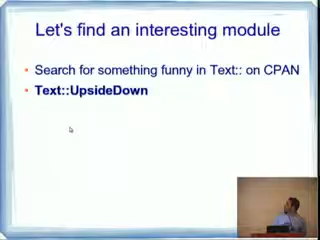 Let's find an interesting module
Search for something funny in Text:: on CPAN
Text::UpsideDown